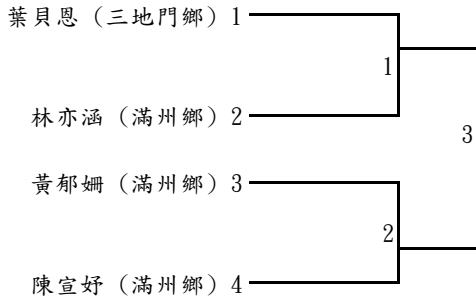 葉貝恩 (三地門鄉) 1
1
林亦涵 (滿州鄉) 2
3
黃郁姍 (滿州鄉) 3
2
陳宣妤 (滿州鄉) 4